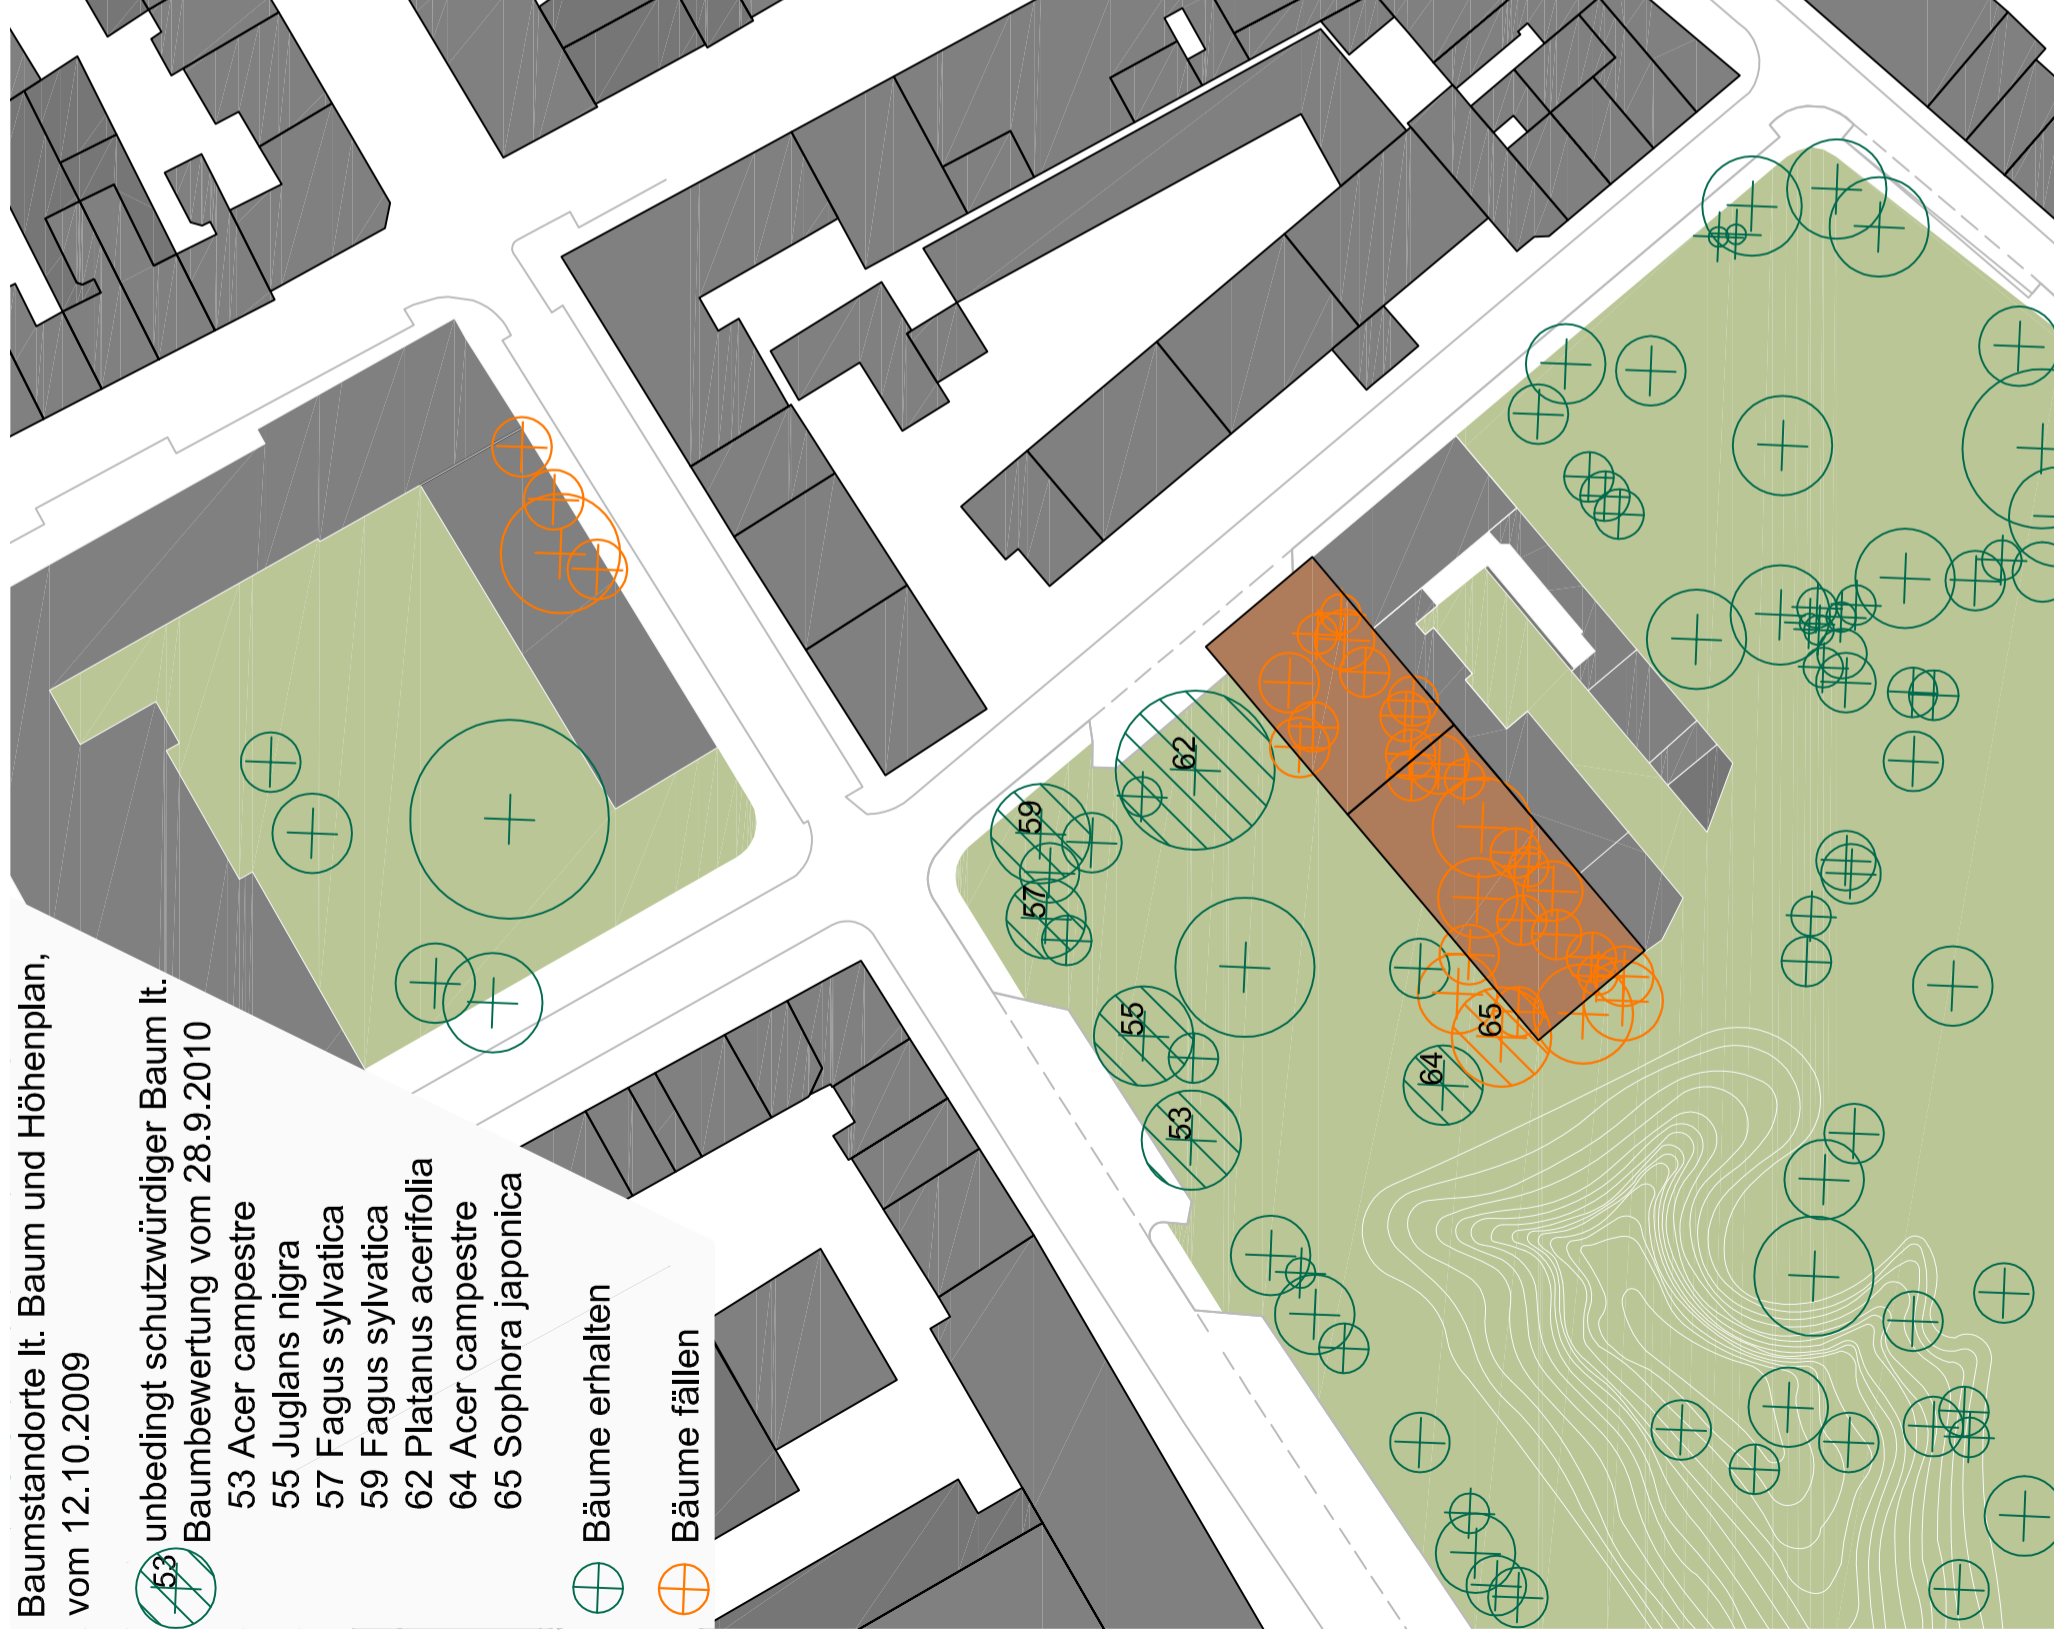 Baumstandorte lt. Baum und Höhenplan,
vom 12.10.2009
53
unbedingt schutzwürdiger Baum lt.
Baumbewertung vom 28.9.2010
53 Acer campestre
55 Juglans nigra
57 Fagus sylvatica
59 Fagus sylvatica
62 Platanus acerifolia
64 Acer campestre
65 Sophora japonica
Bäume erhalten
Bäume fällen
59
57
62
55
53
64
65